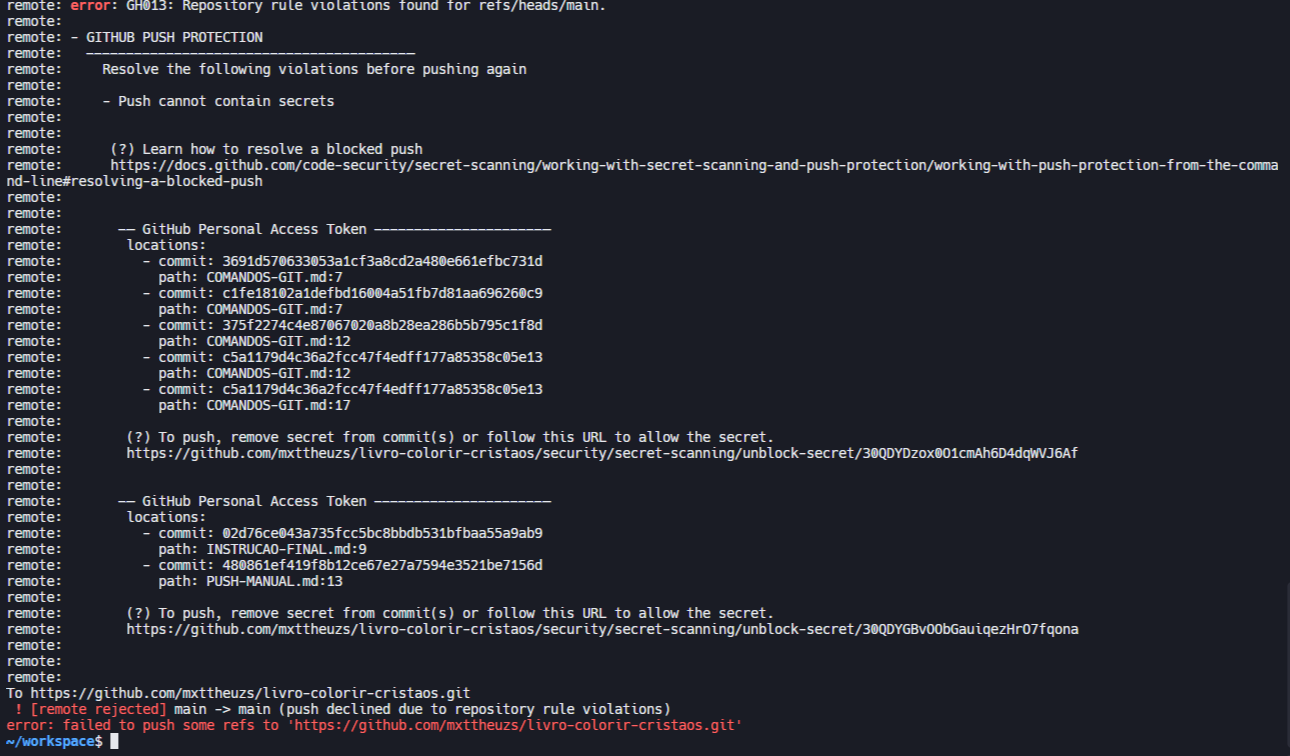 remote: error: GH013: Repository rule violations found for refs/heads/main.
remote:
remote: - GITHUB PUSH PROTECTION
remote:   —————————————————————————————————————————
remote:     Resolve the following violations before pushing again
remote:
remote:     - Push cannot contain secrets
remote:
remote:
remote:      (?) Learn how to resolve a blocked push
remote:      https://docs.github.com/code-security/secret-scanning/working-with-secret-scanning-and-push-protection/working-with-push-protection-from-the-comma
nd-line#resolving-a-blocked-push
remote:
remote:
remote:       —— GitHub Personal Access Token ——————————————————————
remote:        locations:
remote:          - commit: 3691d570633053a1cf3a8cd2a480e661efbc731d
remote:            path: COMANDOS-GIT.md:7
remote:          - commit: c1fe18102a1defbd16004a51fb7d81aa696260c9
remote:            path: COMANDOS-GIT.md:7
remote:          - commit: 375f2274c4e87067020a8b28ea286b5b795c1f8d
remote:            path: COMANDOS-GIT.md:12
remote:          - commit: c5a1179d4c36a2fcc47f4edff177a85358c05e13
remote:            path: COMANDOS-GIT.md:12
remote:          - commit: c5a1179d4c36a2fcc47f4edff177a85358c05e13
remote:            path: COMANDOS-GIT.md:17
remote:
remote:        (?) To push, remove secret from commit(s) or follow this URL to allow the secret.
remote:        https://github.com/mxttheuzs/livro-colorir-cristaos/security/secret-scanning/unblock-secret/30QDYDzox0O1cmAh6D4dqWVJ6Af
remote:
remote:
remote:       —— GitHub Personal Access Token ——————————————————————
remote:        locations:
remote:          - commit: 02d76ce043a735fcc5bc8bbdb531bfbaa55a9ab9
remote:            path: INSTRUCAO-FINAL.md:9
remote:          - commit: 480861ef419f8b12ce67e27a7594e3521be7156d
remote:            path: PUSH-MANUAL.md:13
remote:
remote:        (?) To push, remove secret from commit(s) or follow this URL to allow the secret.
remote:        https://github.com/mxttheuzs/livro-colorir-cristaos/security/secret-scanning/unblock-secret/30QDYGBvOObGauiqezHrO7fqona
remote:
remote:
remote:
To https://github.com/mxttheuzs/livro-colorir-cristaos.git
 ! [remote rejected] main -> main (push declined due to repository rule violations)
error: failed to push some refs to 'https://github.com/mxttheuzs/livro-colorir-cristaos.git'
~/workspace$